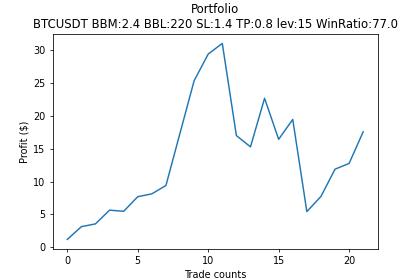 Portfolio
BTCUSDT BBM:2.4 BBL:220 SL:1.4 TP:0.8 lev:15 WinRatio:77.0
Profit ($)
30
25
20
15
10
5
0
0 5 10 15 20
Trade counts